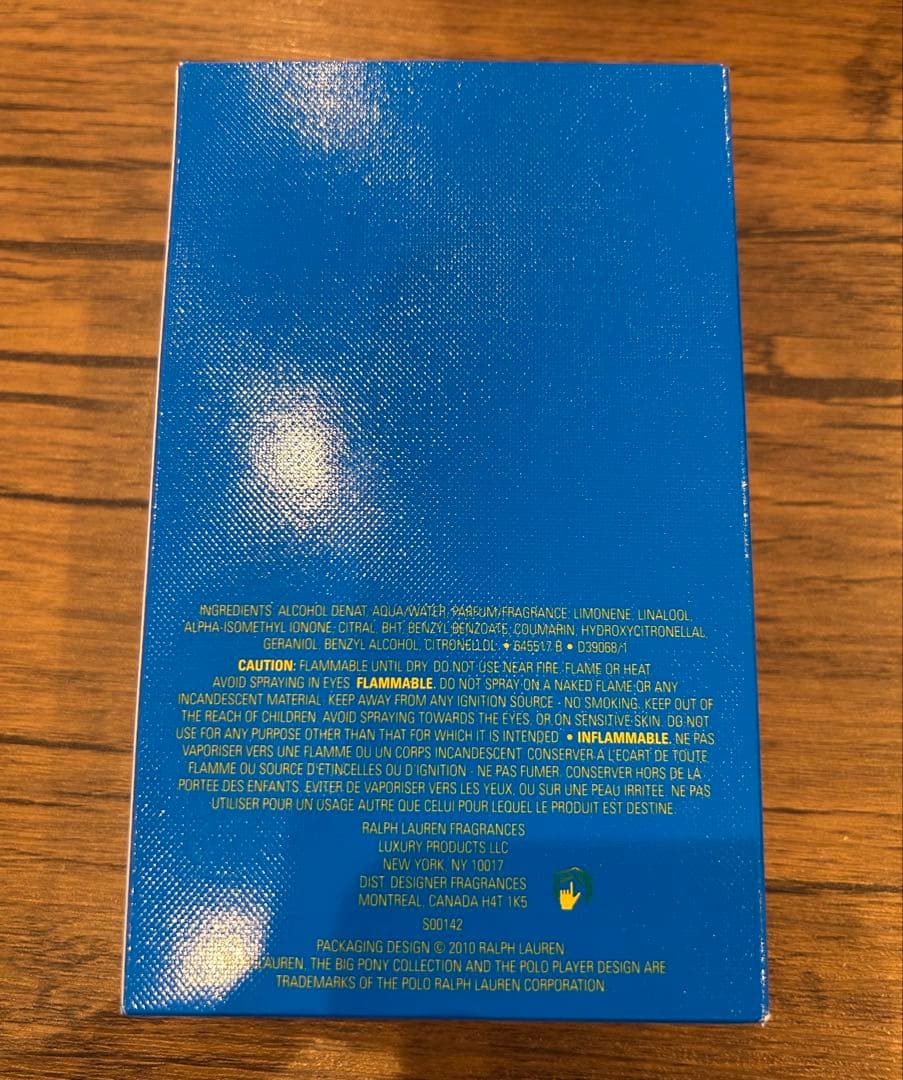 INGREDIENTS: ALCOHOL DENAT, AQUA/WATER, PARFUM/FRAGRANCE, LIMONENE, LINALOOL,
ALPHA-ISOMETHYL IONONE, CITRAL, BHT, BENZYL BENZOATE, COUMARIN, HYDROXYCITRONELLAL,
GERANIOL, BENZYL ALCOHOL, CITRONELLOL • 645517 B • D39068/1
CAUTION: FLAMMABLE UNTIL DRY. DO NOT USE NEAR FIRE, FLAME OR HEAT.
AVOID SPRAYING IN EYES. FLAMMABLE. DO NOT SPRAY ON A NAKED FLAME OR ANY
INCANDESCENT MATERIAL. KEEP AWAY FROM ANY IGNITION SOURCE - NO SMOKING. KEEP OUT OF
THE REACH OF CHILDREN. AVOID SPRAYING TOWARDS THE EYES, OR ON SENSITIVE SKIN. DO NOT
USE FOR ANY PURPOSE OTHER THAN THAT FOR WHICH IT IS INTENDED. • INFLAMMABLE. NE PAS
VAPORISER VERS UNE FLAMME OU UN CORPS INCANDESCENT. CONSERVER A L'ECART DE TOUTE
FLAMME OU SOURCE D'ETINCELLES OU D'IGNITION - NE PAS FUMER. CONSERVER HORS DE LA
PORTEE DES ENFANTS. EVITER DE VAPORISER VERS LES YEUX, OU SUR UNE PEAU IRRITEE. NE PAS
UTILISER POUR UN USAGE AUTRE QUE CELUI POUR LEQUEL LE PRODUIT EST DESTINE.
RALPH LAUREN FRAGRANCES
LUXURY PRODUCTS LLC
NEW YORK, NY 10017
DIST. DESIGNER FRAGRANCES
MONTREAL, CANADA H4T 1K5
S00142
PACKAGING DESIGN © 2010 RALPH LAUREN
LAUREN, THE BIG PONY COLLECTION AND THE POLO PLAYER DESIGN ARE
TRADEMARKS OF THE POLO RALPH LAUREN CORPORATION.